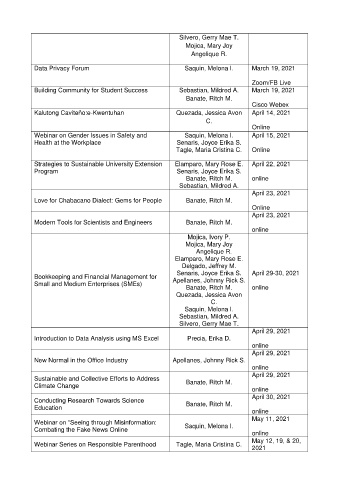 Silvero, Gerry Mae T.
Mojica, Mary Joy
Angelique R.
Data Privacy Forum
Saquin, Melona I.
March 19, 2021
Zoom/FB Live
Building Community for Student Success
Sebastian, Mildred A.
Banate, Ritch M.
March 19, 2021
Cisco Webex
Kalutong Caviteño:e-Kwentuhan
Quezada, Jessica Avon
C.
April 14, 2021
Online
Webinar on Gender Issues in Safety and
Health at the Workplace
Saquin, Melona I.
Senaris, Joyce Erika S.
Tagle, Maria Cristina C.
April 15, 2021
Online
Strategies to Sustainable University Extension
Program
Elamparo, Mary Rose E.
Senaris, Joyce Erika S.
Banate, Ritch M.
Sebastian, Mildred A.
April 22, 2021
online
Love for Chabacano Dialect: Gems for People
Banate, Ritch M.
April 23, 2021
Online
Modern Tools for Scientists and Engineers
Banate, Ritch M.
April 23, 2021
online
Bookkeeping and Financial Management for
Small and Medium Enterprises (SMEs)
Mojica, Ivory P.
Mojica, Mary Joy
Angelique R.
Elamparo, Mary Rose E.
Delgado, Jeffrey M.
Senaris, Joyce Erika S.
Apellanes, Johnny Rick S.
Banate, Ritch M.
Quezada, Jessica Avon
C.
Saquin, Melona I.
Sebastian, Mildred A.
Silvero, Gerry Mae T.
April 29-30, 2021
online
Introduction to Data Analysis using MS Excel
Precia, Erika D.
April 29, 2021
online
New Normal in the Office Industry
Apellanes, Johnny Rick S.
April 29, 2021
online
Sustainable and Collective Efforts to Address
Climate Change
Banate, Ritch M.
April 29, 2021
online
Conducting Research Towards Science
Education
Banate, Ritch M.
April 30, 2021
online
Webinar on "Seeing through Misinformation:
Combating the Fake News Online
Saquin, Melona I.
May 11, 2021
online
Webinar Series on Responsible Parenthood
Tagle, Maria Cristina C.
May 12, 19, & 20,
2021